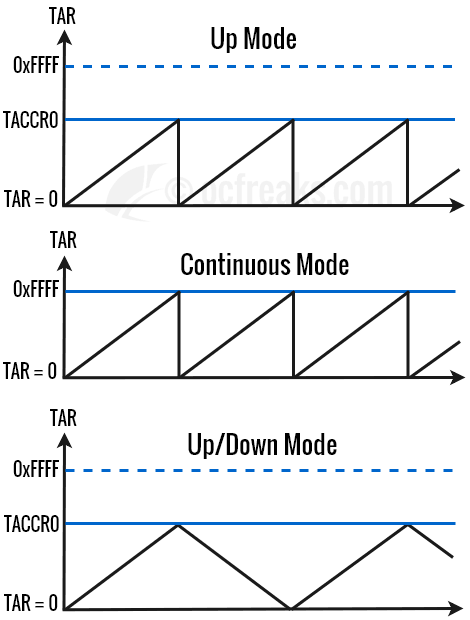 TAR
Up Mode
0xFFFF
TACCR0
© ocfreaks.com
TAR = 0
TAR
Continuous Mode
0xFFFF
TAR = 0
TAR
Up/Down Mode
0xFFFF
TACCR0
TAR = 0